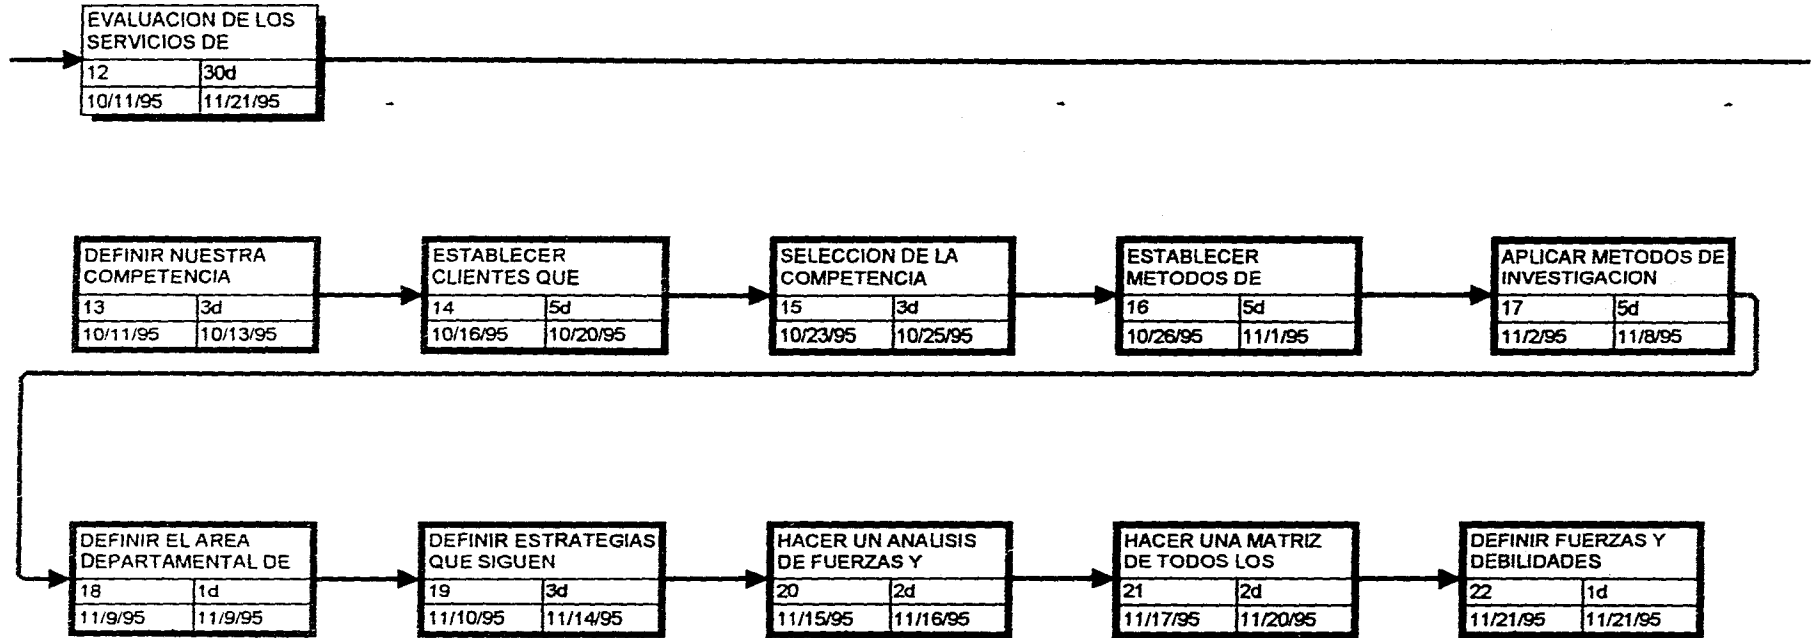 EVALUACION DE LOS
SERVICIOS DE
12 30d
10/11/95 11/21/95
DEFINIR NUESTRA
COMPETENCIA
13 3d
10/11/95 10/13/95
ESTABLECER
CLIENTES QUE
14 5d
10/16/95 10/20/95
SELECCION DE LA
COMPETENCIA
15 3d
10/23/95 10/25/95
ESTABLECER
METODOS DE
16 5d
10/26/95 11/1/95
APLICAR METODOS DE
INVESTIGACION
17 5d
11/2/95 11/8/95
DEFINIR EL AREA
DEPARTAMENTAL DE
18 1d
11/9/95 11/9/95
DEFINIR ESTRATEGIAS
QUE SIGUEN
19 3d
11/10/95 11/14/95
HACER UN ANALISIS
DE FUERZAS Y
20 2d
11/15/95 11/16/95
HACER UNA MATRIZ
DE TODOS LOS
21 2d
11/17/95 11/20/95
DEFINIR FUERZAS Y
DEBILIDADES
22 1d
11/21/95 11/21/95